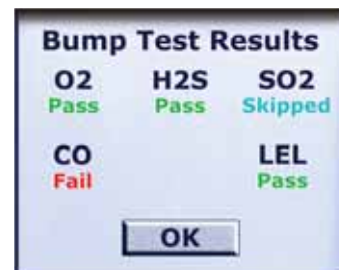 Bump Test Results
O2 H2S SO2
Pass Pass Skipped
CO LEL
Fail Pass
OK